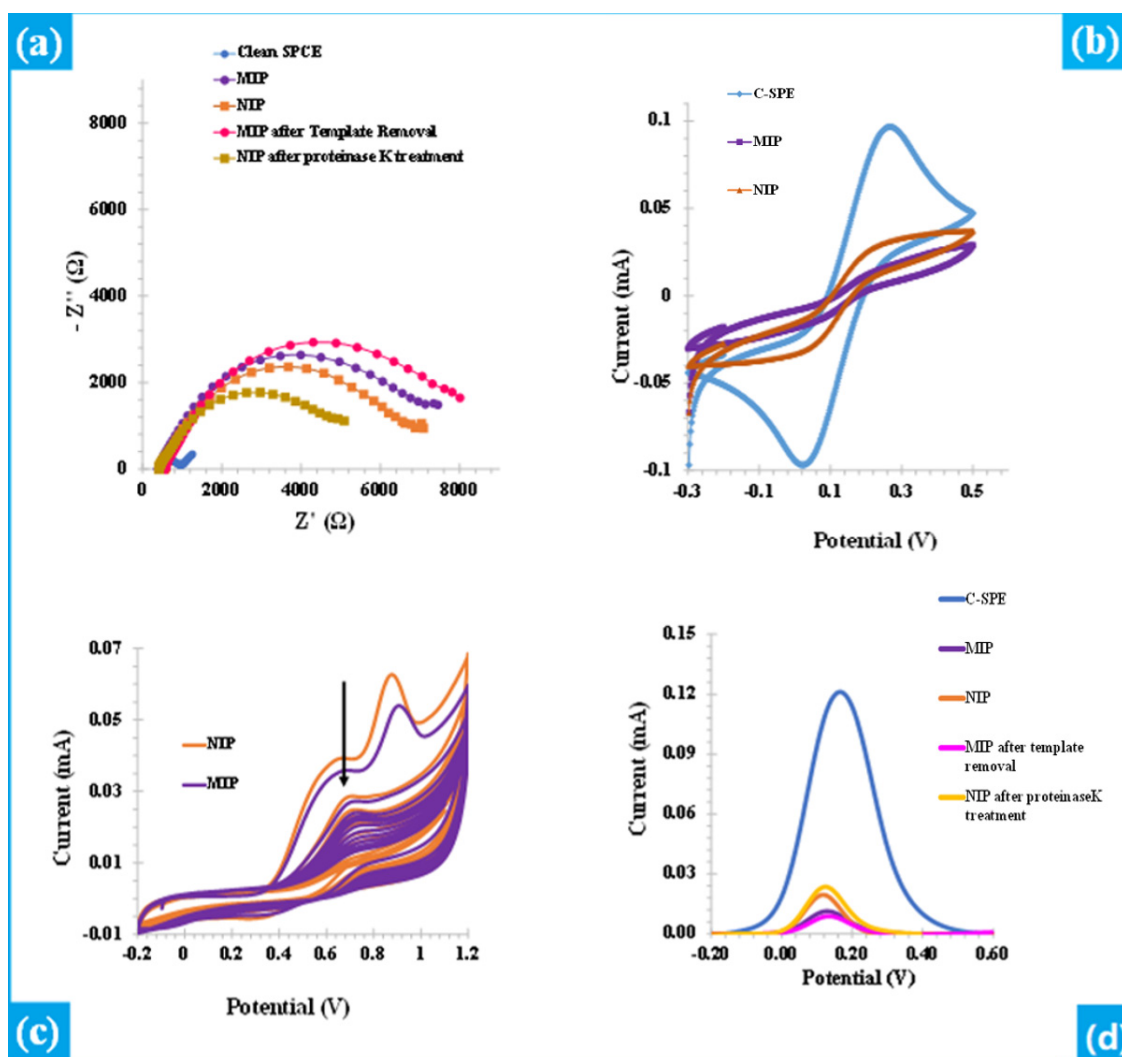 (a)
Clean SPCE
MIP
NIP
MIP after Template Removal
NIP after proteinase K treatment
8000
6000
4000
2000
0
- Z'' (Ω)
0 2000 4000 6000 8000
Z' (Ω)
(b)
C-SPE
MIP
NIP
0.1
0.05
0
-0.05
-0.1
Current (mA)
-0.3 -0.1 0.1 0.3 0.5
Potential (V)
0.07
0.05
0.03
0.01
-0.01
Current (mA)
NIP
MIP
-0.2 0 0.2 0.4 0.6 0.8 1 1.2
Potential (V)
(c)
C-SPE
MIP
NIP
MIP after template
removal
NIP after proteinaseK
treatment
0.15
0.12
0.09
0.06
0.03
0.00
Current (mA)
-0.20 0.00 0.20 0.40 0.60
Potential (V)
(d)